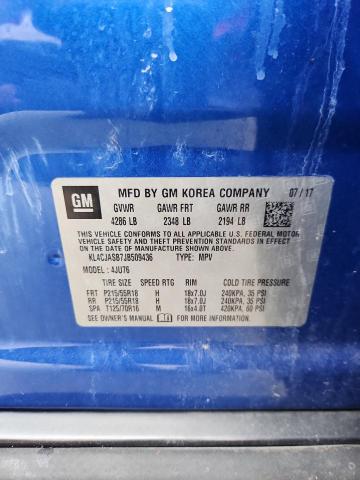 GM
MFD BY GM KOREA COMPANY 07/17
GVWR GAWR FRT GAWR RR
4286 LB 2348 LB 2194 LB
THIS VEHICLE CONFORMS TO ALL APPLICABLE U.S. FEDERAL MOTOR
VEHICLE SAFETY STANDARDS IN EFFECT ON THE DATE OF
MANUFACTURE SHOWN ABOVE.
KL4CJASB7JB509436 TYPE: MPV
MODEL: 4JU76
TIRE SIZE SPEED RTG RIM COLD TIRE PRESSURE
FRT P215/55R18 H 18x7.0J 240KPA, 35 PSI
RR P215/55R18 H 18x7.0J 240KPA, 35 PSI
SPA T125/70R16 M 16x4.0T 420KPA, 60 PSI
SEE OWNER'S MANUAL FOR MORE INFORMATION.